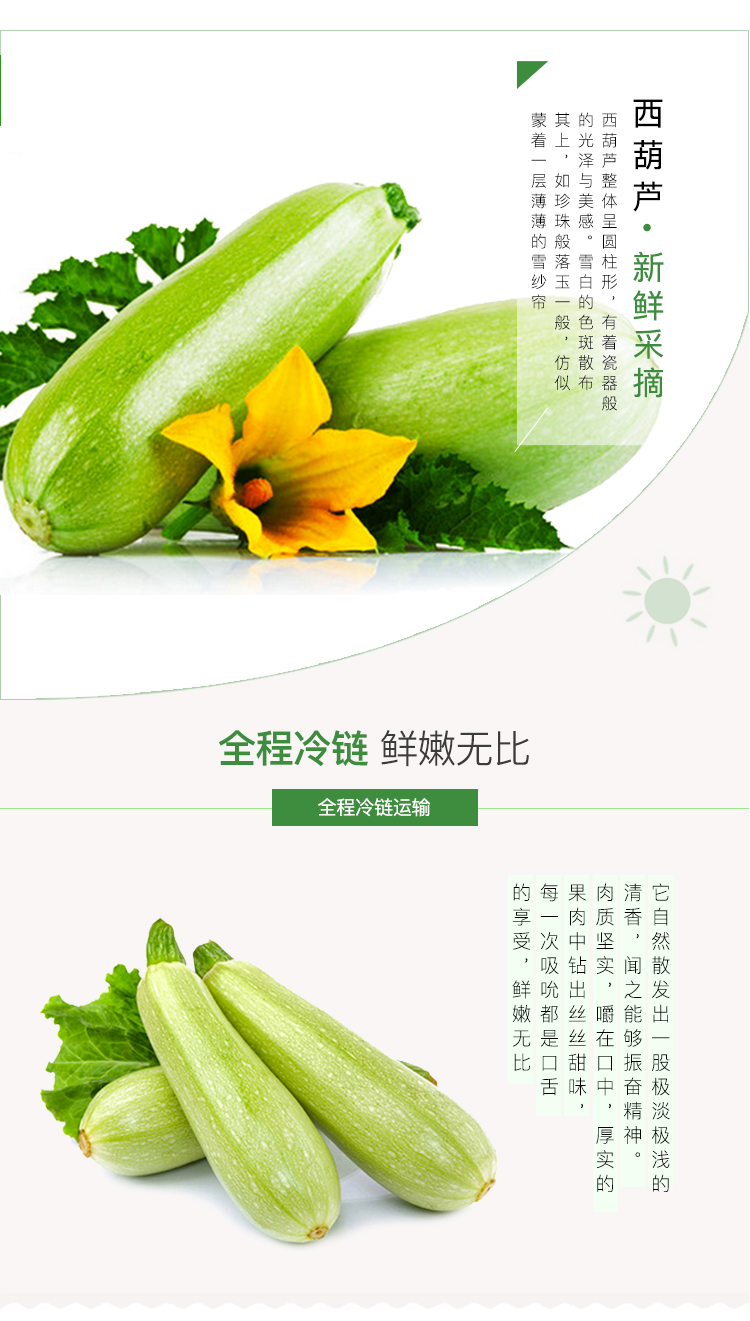 西葫芦·新鲜采摘
西葫芦整体呈圆柱形，有着瓷器般
的光泽与美感。雪白的色斑散布
其上，如珍珠般落玉一般，仿似
蒙着一层薄薄的雪纱帘
全程冷链 鲜嫩无比
全程冷链运输
它自然散发出一股极淡极浅的
清香，闻之能够振奋精神。
肉质坚实，嚼在口中，厚实的
果肉中钻出丝丝甜味，
每一次吸吮都是口舌
的享受，鲜嫩无比